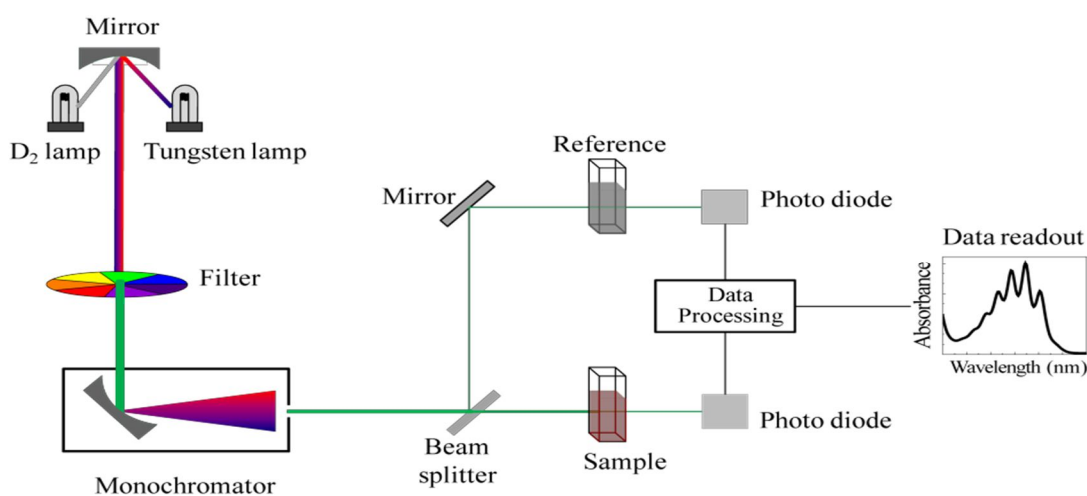 Mirror
D₂ lamp
Tungsten lamp
Filter
Monochromator
Mirror
Beam
splitter
Reference
Sample
Photo diode
Data
Processing
Photo diode
Data readout
Absorbance
Wavelength (nm)